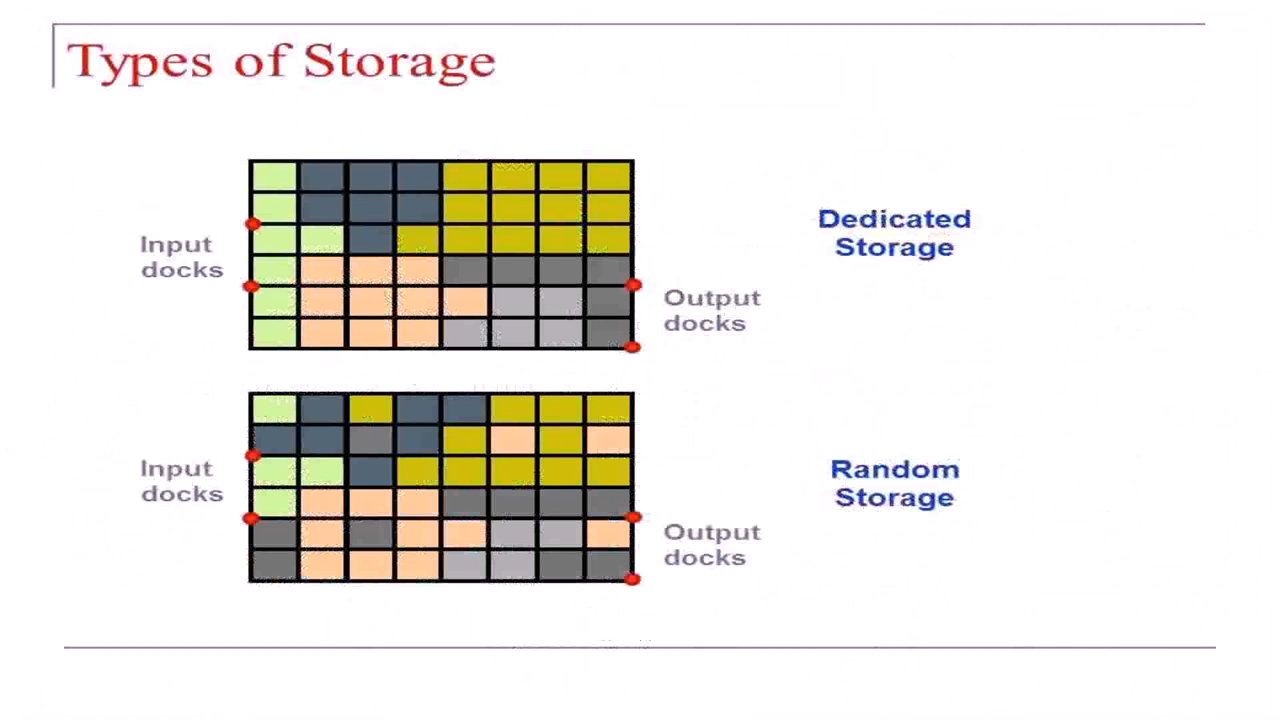 Types of Storage
Input
docks
Dedicated
Storage
Output
docks
Input
docks
Random
Storage
Output
docks